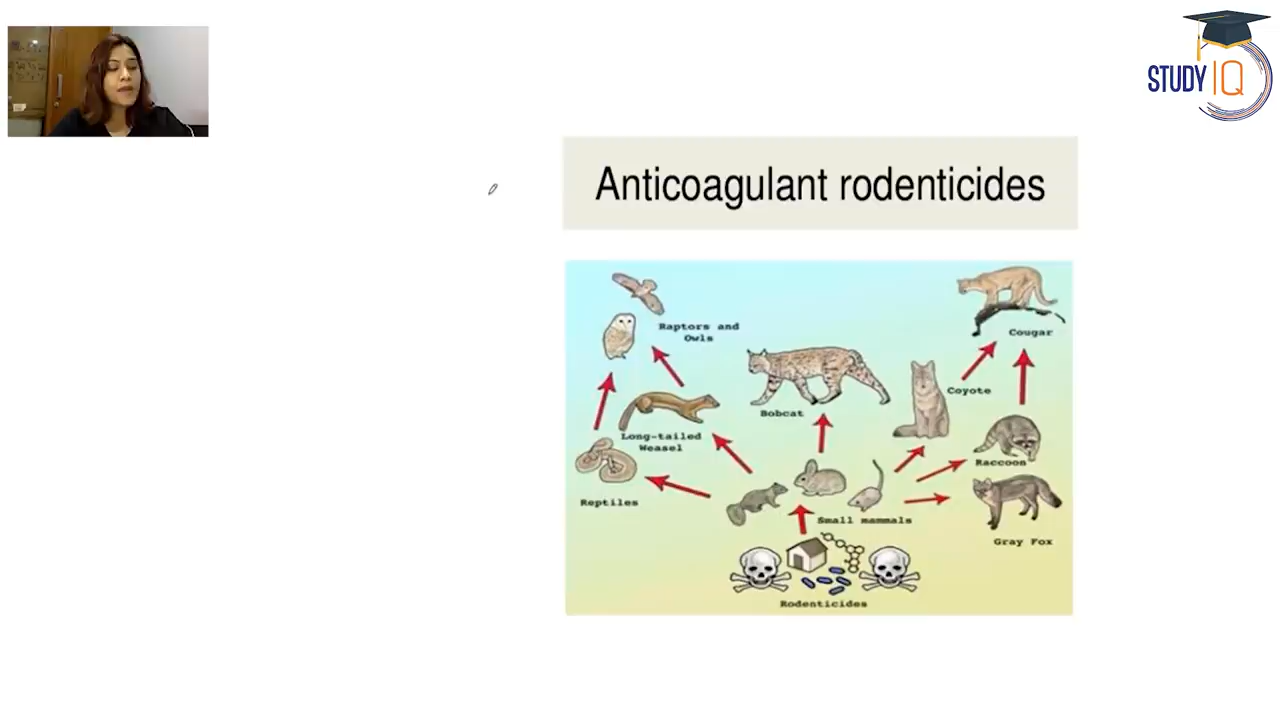 STUDY IQ
Anticoagulant rodenticides
Raptors and
Owls
Cougar
Coyote
Bobcat
Long-tailed
Weasel
Raccoon
Reptiles
Small mammals
Gray Fox
Rodenticides